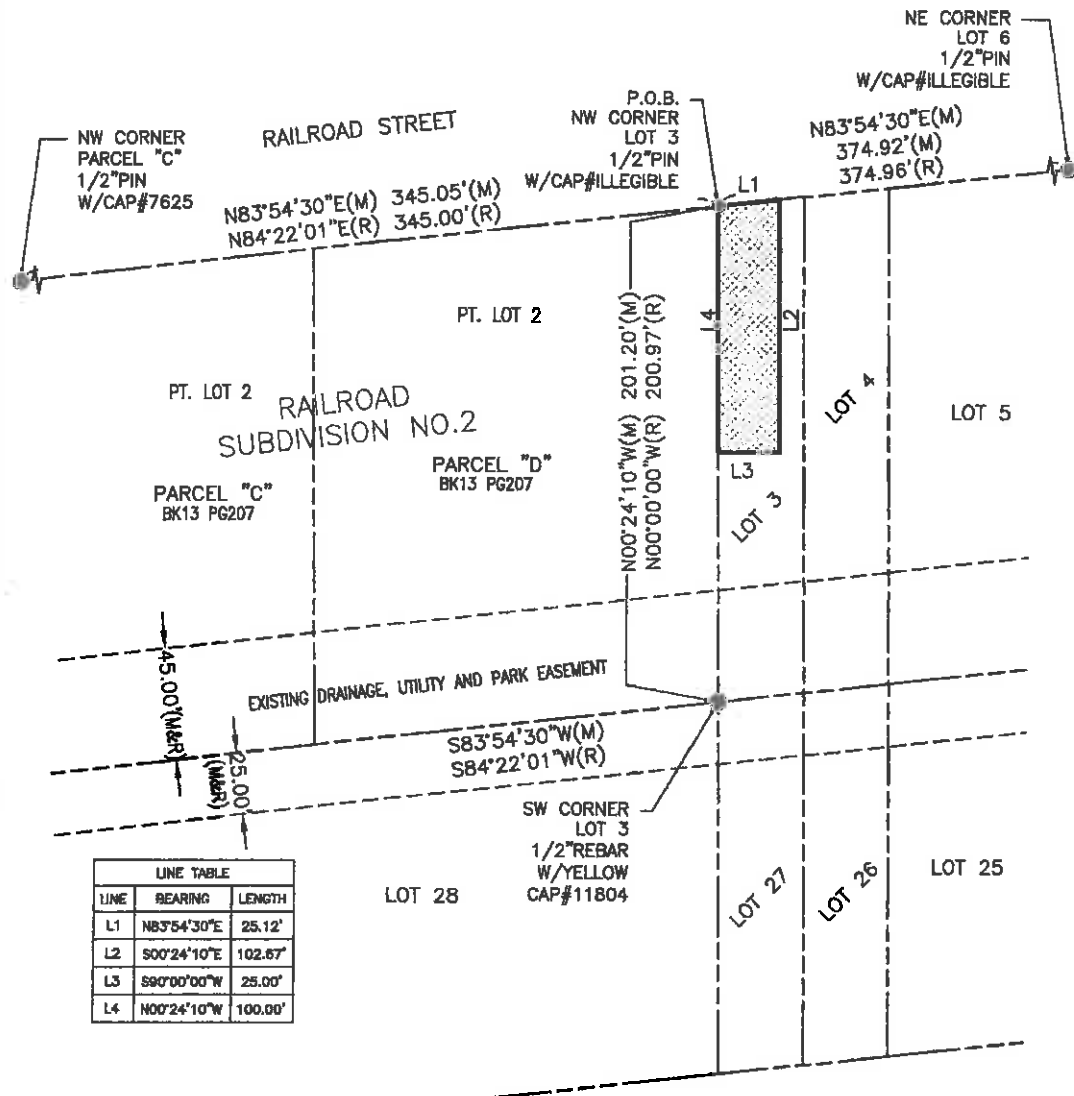 NE CORNER
LOT 6
1/2"PIN
W/CAP#ILLEGIBLE
P.O.B.
NW CORNER
LOT 3
1/2"PIN
W/CAP#ILLEGIBLE
NW CORNER
PARCEL "C"
1/2"PIN
W/CAP#7625
RAILROAD STREET
N83°54'30"E(M)
374.92'(M)
374.96'(R)
L1
N83°54'30"E(M) 345.05'(M)
N84°22'01"E(R) 345.00'(R)
PT. LOT 2
L4
L2
N00°24'10"W(M) 201.20'(M)
N00°00'00"W(R) 200.97'(R)
PT. LOT 2
RAILROAD
SUBDIVISION NO.2
LOT 4
LOT 5
PARCEL "D"
BK13 PG207
L3
LOT 3
PARCEL "C"
BK13 PG207
45.00'(M&R)
EXISTING DRAINAGE, UTILITY AND PARK EASEMENT
25.00'
(M&R)
S83°54'30"W(M)
S84°22'01"W(R)
SW CORNER
LOT 3
1/2"REBAR
W/YELLOW
CAP#11804
LOT 28
LOT 27
LOT 26
LOT 25
LINE TABLE
LINE BEARING LENGTH
L1 N83°54'30"E 25.12'
L2 S00°24'10"E 102.67'
L3 S90°00'00"W 25.00'
L4 N00°24'10"W 100.00'